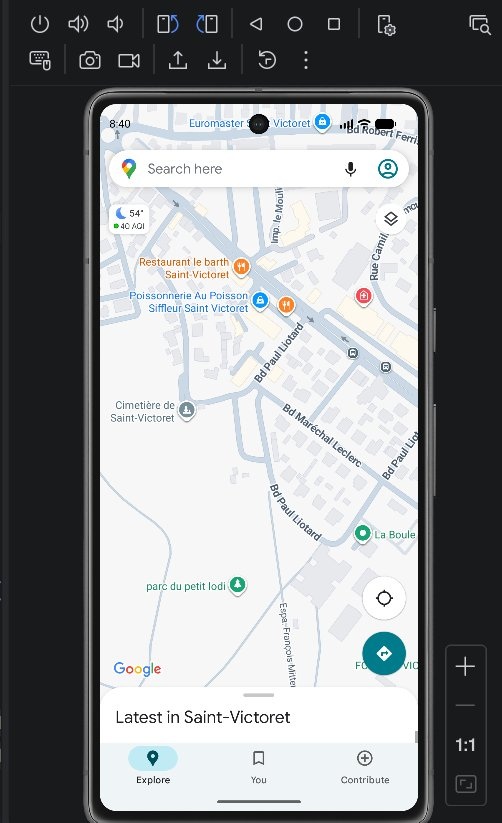 8:40
Euromaster Saint Victoret
Bd Robert Ferri
Search here
54°
40 AQI
Imp. le Mouli
Rue Camil
Restaurant le barth
Saint-Victoret
Poissonnerie Au Poisson
Siffleur Saint Victoret
Bd Paul Liotard
Cimetière de
Saint-Victoret
Bd Maréchal Leclerc
Bd Paul Liot
Bd Paul Liotard
La Boule
parc du petit lodi
Espa. François Mitter
Google
Latest in Saint-Victoret
Explore
You
Contribute
1:1